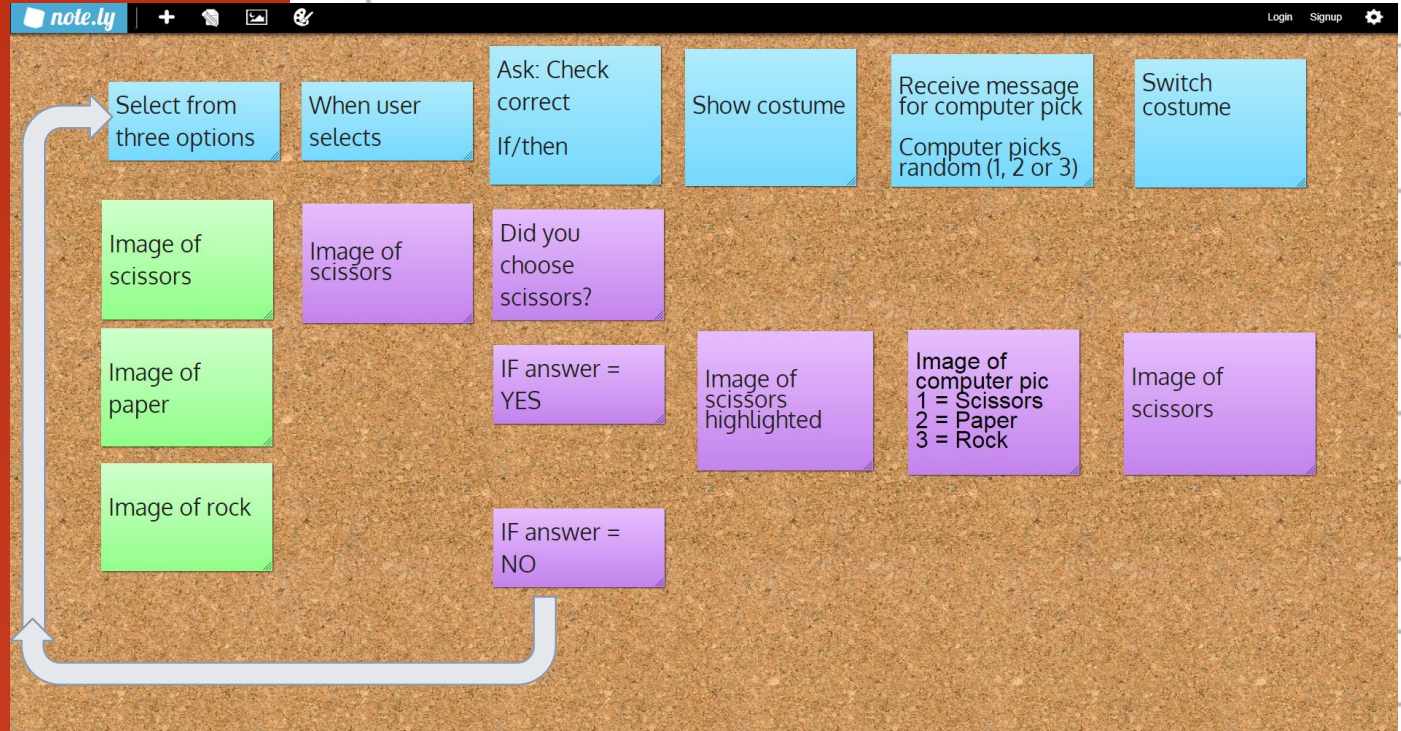 note.ly
Login Signup
Select from
three options
When user
selects
Ask: Check
correct
If/then
Show costume
Receive message
for computer pick
Computer picks
random (1, 2 or 3)
Switch
costume
Image of
scissors
Image of
scissors
Did you
choose
scissors?
Image of
paper
IF answer =
YES
Image of
scissors
highlighted
Image of
computer pic
1 = Scissors
2 = Paper
3 = Rock
Image of
scissors
Image of rock
IF answer =
NO